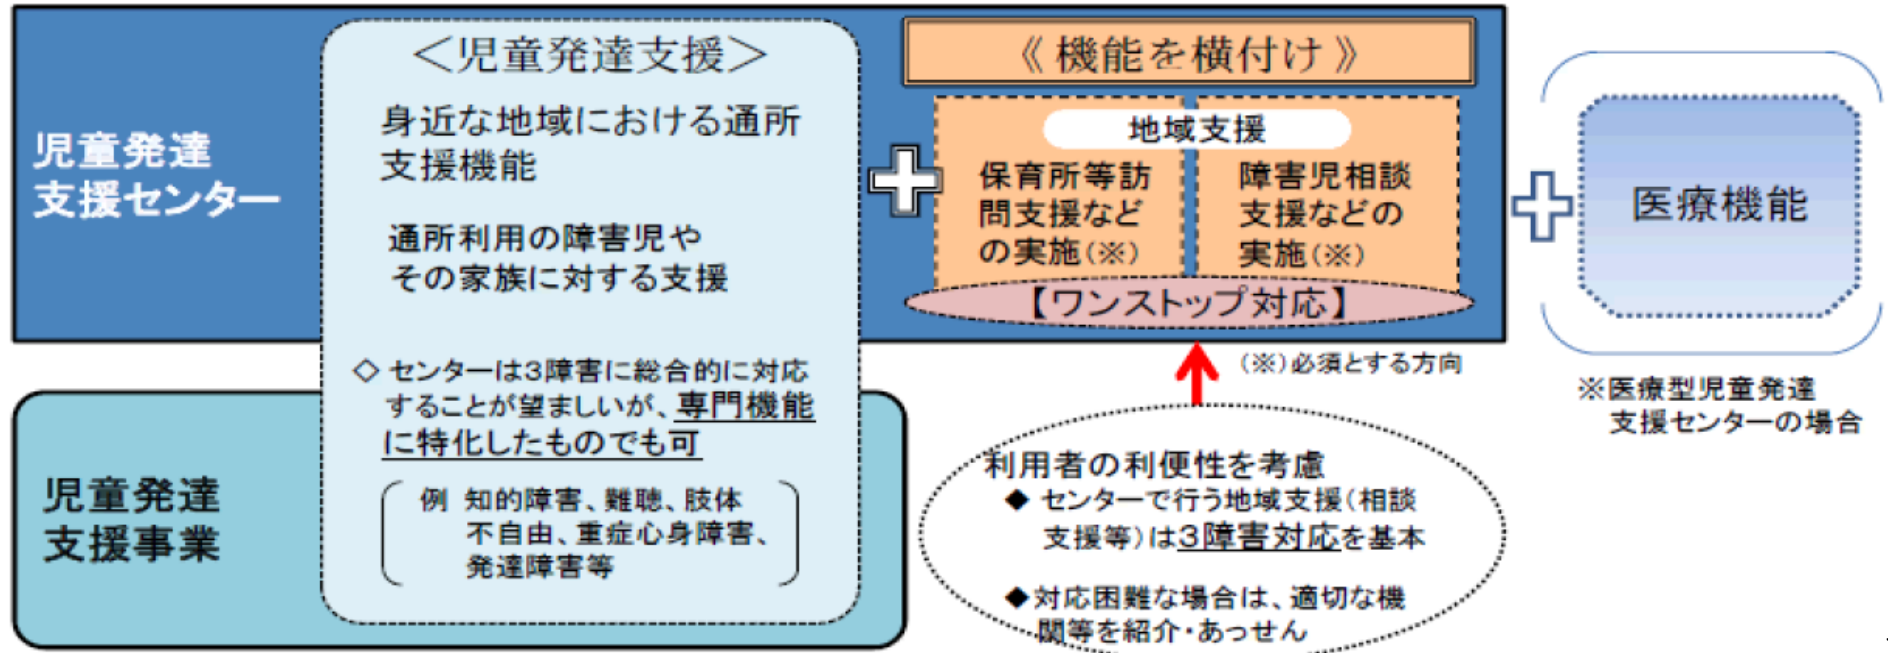 児童発達
支援センター
＜児童発達支援＞
身近な地域における通所
支援機能
通所利用の障害児や
その家族に対する支援
◇ センターは３障害に総合的に対応
することが望ましいが、専門機能
に特化したものでも可
例 知的障害、難聴、肢体
不自由、重症心身障害、
発達障害等
児童発達
支援事業
《 機能を横付け 》
地域支援
保育所等訪
問支援など
の実施（※）
障害児相談
支援などの
実施（※）
【ワンストップ対応】
（※）必須とする方向
利用者の利便性を考慮
◆ センターで行う地域支援（相談
支援等）は３障害対応を基本
◆対応困難な場合は、適切な機
関等を紹介・あっせん
医療機能
※医療型児童発達
支援センターの場合